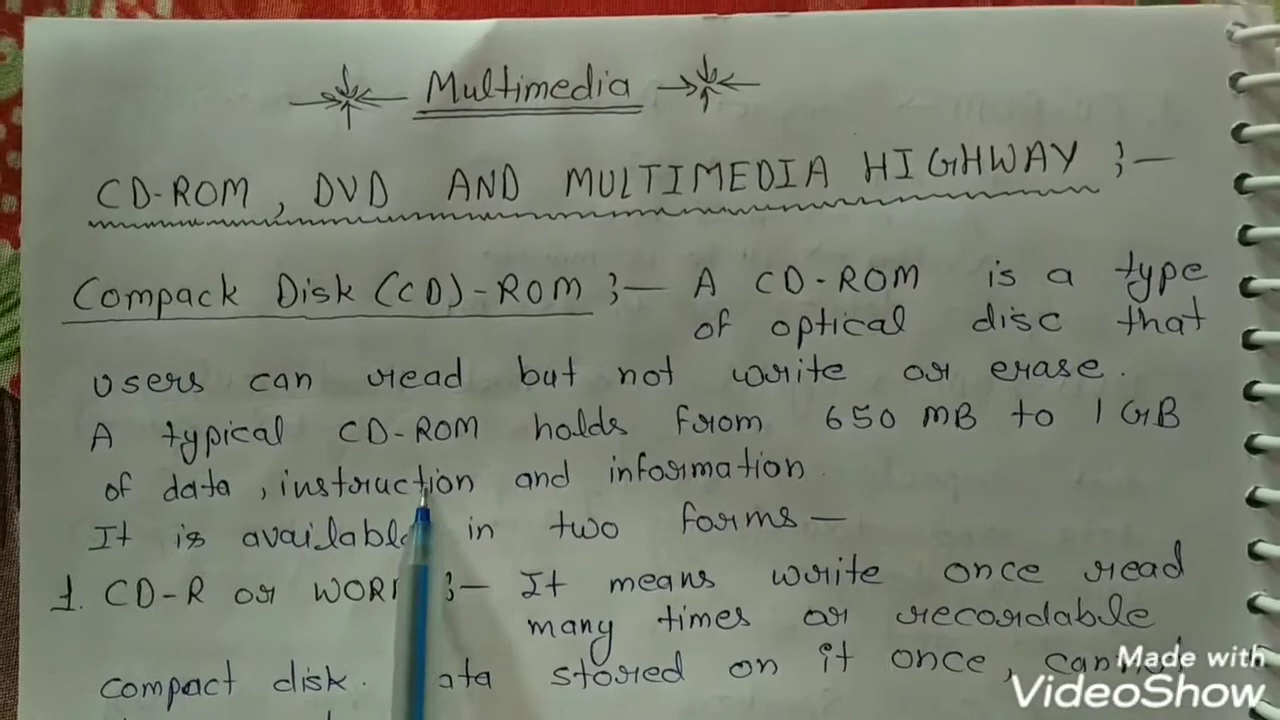 Multimedia
CD-ROM, DVD AND MULTIMEDIA HIGHWAY ;-
Compack Disk (CD)-ROM ;- A CD-ROM is a type
of optical disc that
users can read but not write or erase.
A typical CD-ROM holds from 650 MB to 1 GB
of data, instruction and information.
It is available in two forms -
1. CD-R or ;- It means write once read
many times or recordable
compact disk. stored on it once,
Made with
VideoShow